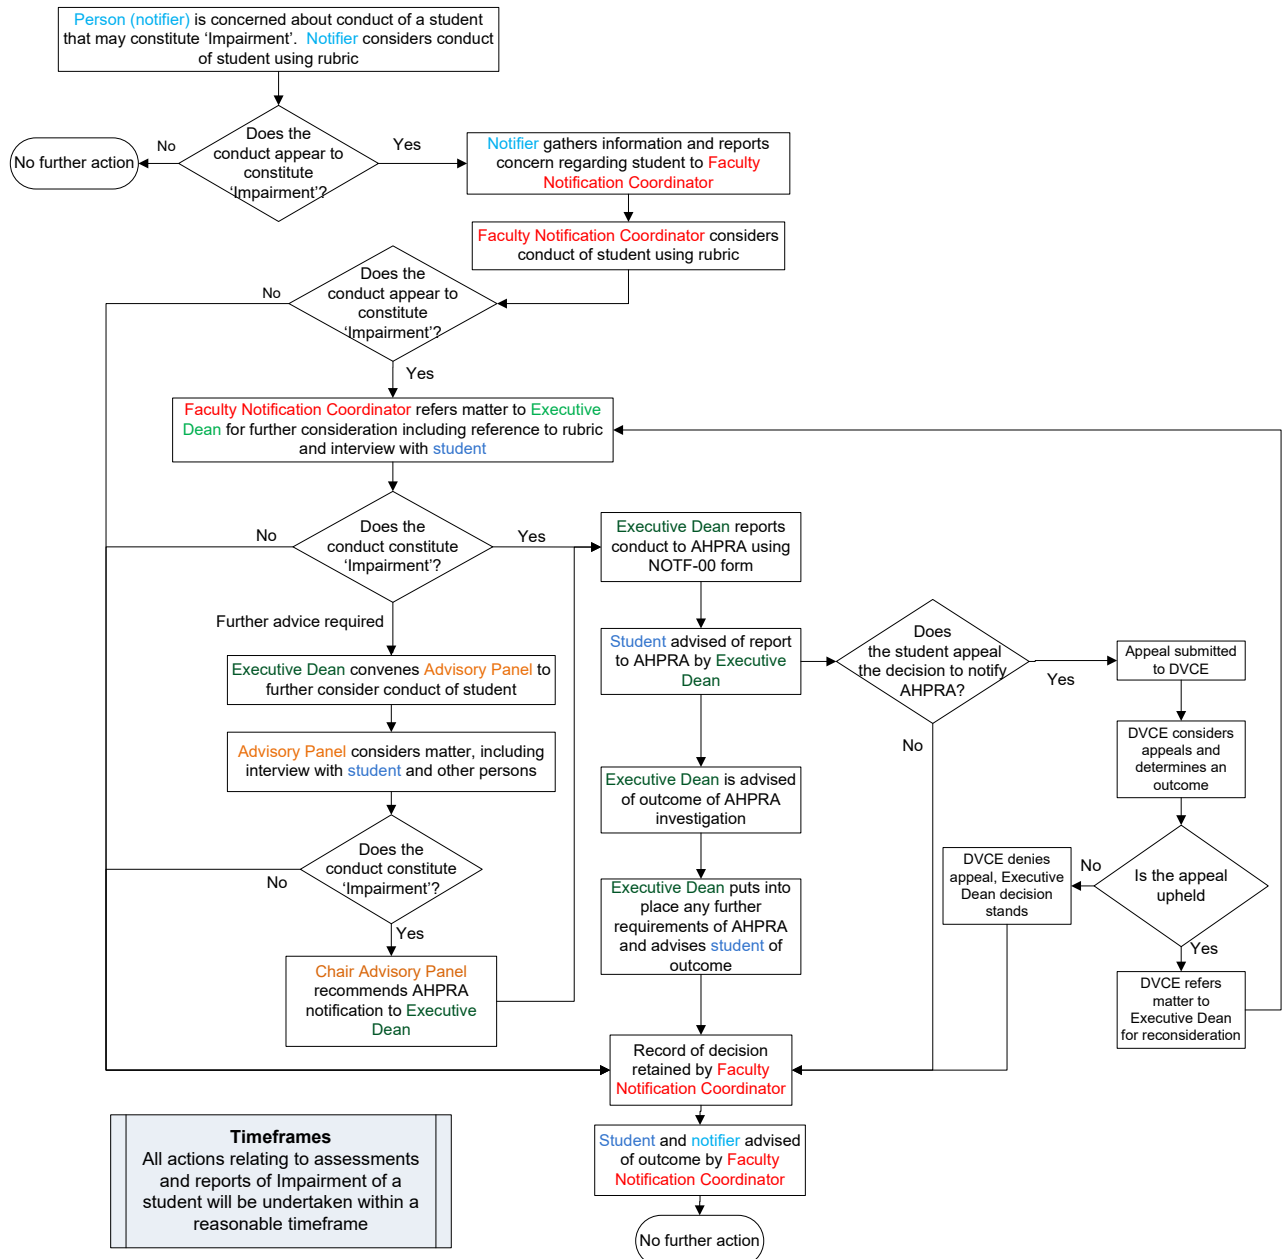 Person (notifier) is concerned about conduct of a student
that may constitute ‘Impairment’. Notifier considers conduct
of student using rubric
Does the
conduct appear to
constitute
‘Impairment’?
No
No further action
Yes
Notifier gathers information and reports
concern regarding student to Faculty
Notification Coordinator
Faculty Notification Coordinator considers
conduct of student using rubric
Does the
conduct appear to
constitute
‘Impairment’?
No
Yes
Faculty Notification Coordinator refers matter to Executive
Dean for further consideration including reference to rubric
and interview with student
Does the
conduct constitute
‘Impairment’?
No
Yes
Further advice required
Executive Dean convenes Advisory Panel to
further consider conduct of student
Advisory Panel considers matter, including
interview with student and other persons
Does the
conduct constitute
‘Impairment’?
No
Yes
Chair Advisory Panel
recommends AHPRA
notification to Executive
Dean
Executive Dean reports
conduct to AHPRA using
NOTF-00 form
Student advised of report
to AHPRA by Executive
Dean
Executive Dean is advised
of outcome of AHPRA
investigation
Executive Dean puts into
place any further
requirements of AHPRA
and advises student of
outcome
Does
the student appeal
the decision to notify
AHPRA?
Yes
No
Appeal submitted
to DVCE
DVCE considers
appeals and
determines an
outcome
Is the appeal
upheld
No
DVCE denies
appeal, Executive
Dean decision
stands
Yes
DVCE refers
matter to
Executive Dean
for reconsideration
Record of decision
retained by Faculty
Notification Coordinator
Student and notifier advised
of outcome by Faculty
Notification Coordinator
No further action
Timeframes
All actions relating to assessments
and reports of Impairment of a
student will be undertaken within a
reasonable timeframe